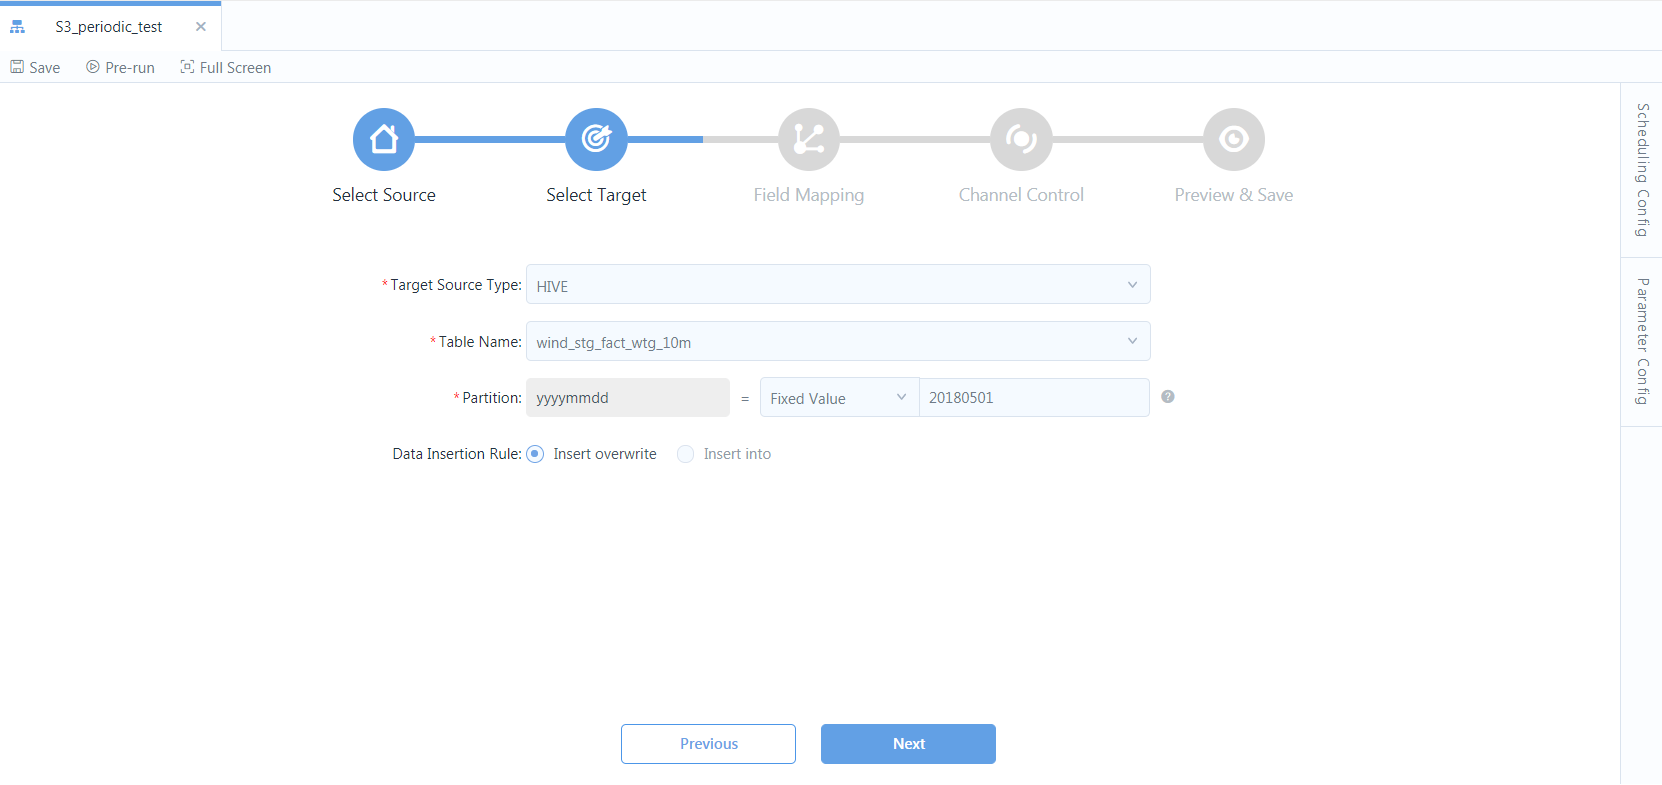 S3_periodic_test
Save Pre-run Full Screen
Select Source Select Target Field Mapping Channel Control Preview & Save
*Target Source Type: HIVE
*Table Name: wind_stg_fact_wtg_10m
*Partition: yyyymmdd = Fixed Value 20180501 ?
Data Insertion Rule: Insert overwrite Insert into
Previous Next
Scheduling Config
Parameter Config